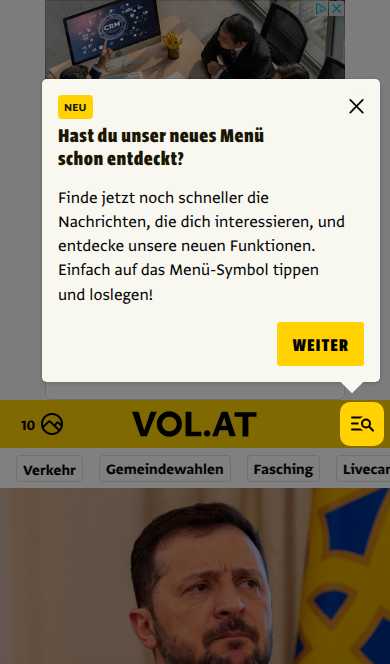 CRM
NEU
Hast du unser neues Menü
schon entdeckt?
Finde jetzt noch schneller die
Nachrichten, die dich interessieren, und
entdecke unsere neuen Funktionen.
Einfach auf das Menü-Symbol tippen
und loslegen!
WEITER
10
VOL.AT
Verkehr
Gemeindewahlen
Fasching
Livecar